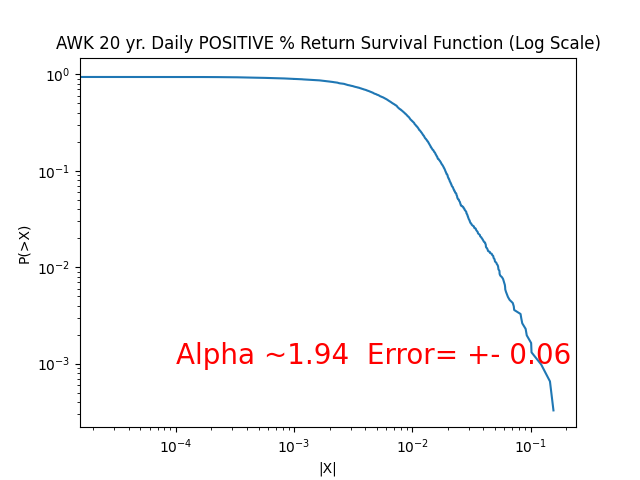 AWK 20 yr. Daily POSITIVE % Return Survival Function (Log Scale)
P(>X)
10⁰
10⁻¹
10⁻²
10⁻³
Alpha ~1.94  Error= +- 0.06
10⁻⁴ 10⁻³ 10⁻² 10⁻¹
|X|